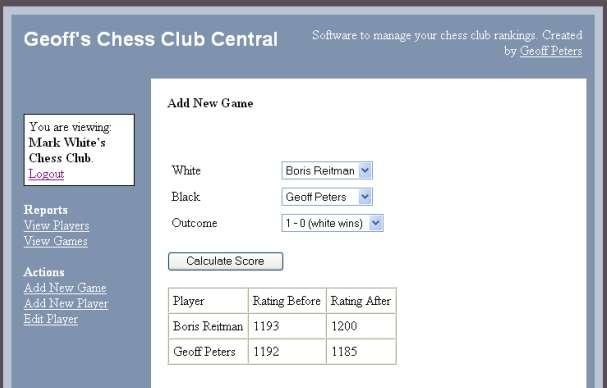 Geoff's Chess Club Central
Software to manage your chess club rankings. Created
by Geoff Peters
You are viewing:
Mark White's
Chess Club.
Logout
Reports
View Players
View Games
Actions
Add New Game
Add New Player
Edit Player
Add New Game
White Boris Reitman
Black Geoff Peters
Outcome 1 - 0 (white wins)
Calculate Score
Player Rating Before Rating After
Boris Reitman 1193 1200
Geoff Peters 1192 1185